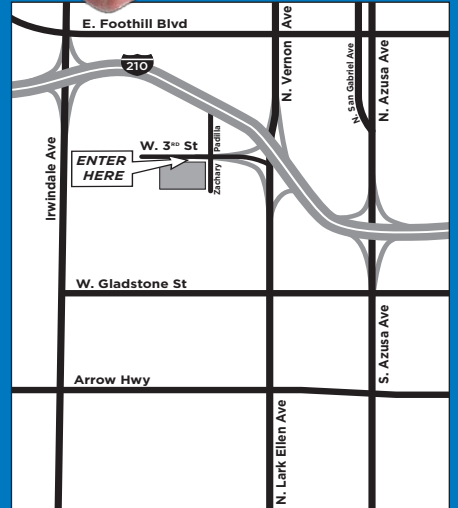 E. Foothill Blvd
N. Vernon Ave
N. San Gabriel Ave
N. Azusa Ave
210
Irwindale Ave
W. 3RD St
Zachary Padilla
ENTER
HERE
W. Gladstone St
S. Azusa Ave
Arrow Hwy
N. Lark Ellen Ave